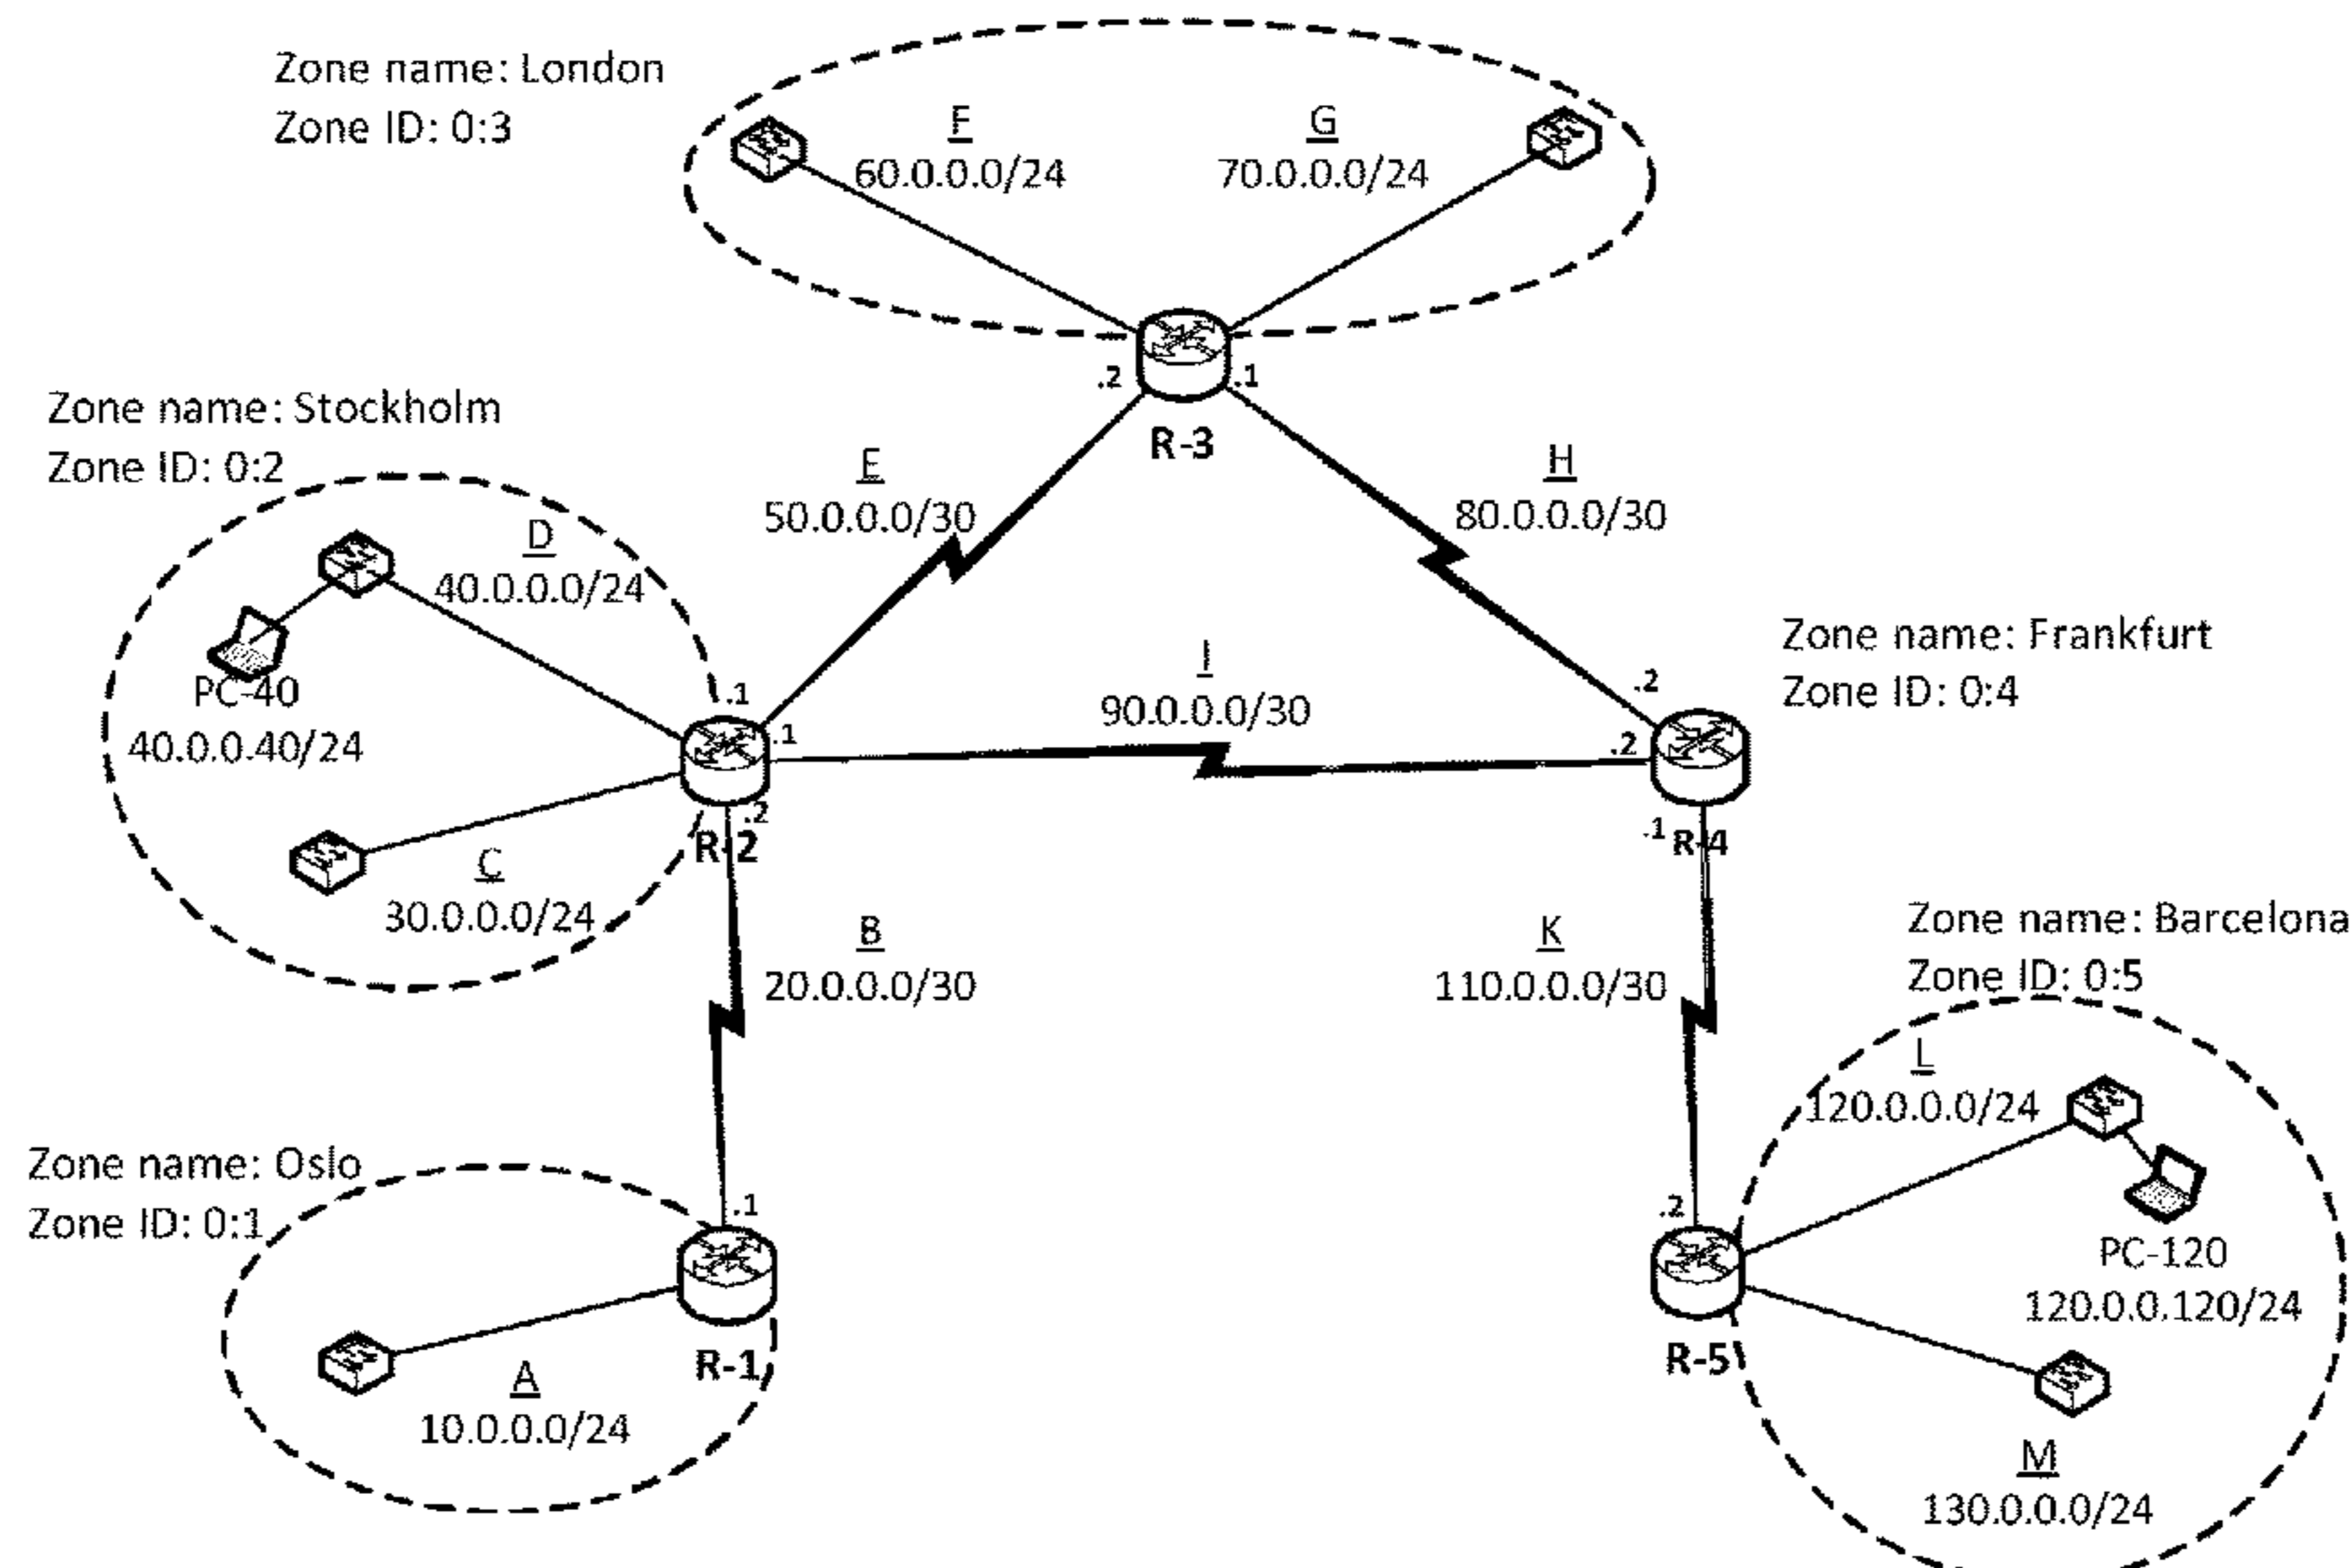 Zone name: London
Zone ID: 0:3
F
60.0.0.0/24
G
70.0.0.0/24
.2
.1
R-3
Zone name: Stockholm
Zone ID: 0:2
E
50.0.0.0/30
H
80.0.0.0/30
D
40.0.0.0/24
PC-40
40.0.0.40/24
.1
.1
.2
R-2
I
90.0.0.0/30
Zone name: Frankfurt
Zone ID: 0:4
.2
.2
.1
R-4
C
30.0.0.0/24
B
20.0.0.0/30
K
110.0.0.0/30
Zone name: Barcelona
Zone ID: 0:5
L
120.0.0.0/24
PC-120
120.0.0.120/24
.2
R-5
M
130.0.0.0/24
Zone name: Oslo
Zone ID: 0:1
.1
R-1
A
10.0.0.0/24